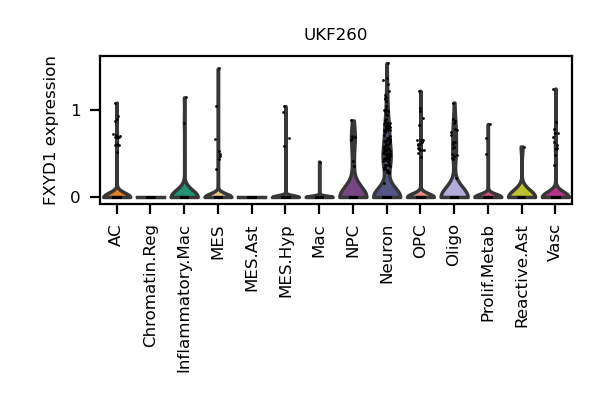 UKF260
FXYD1 expression
1
0
AC
Chromatin.Reg
Inflammatory.Mac
MES
MES.Ast
MES.Hyp
Mac
NPC
Neuron
OPC
Oligo
Prolif.Metab
Reactive.Ast
Vasc